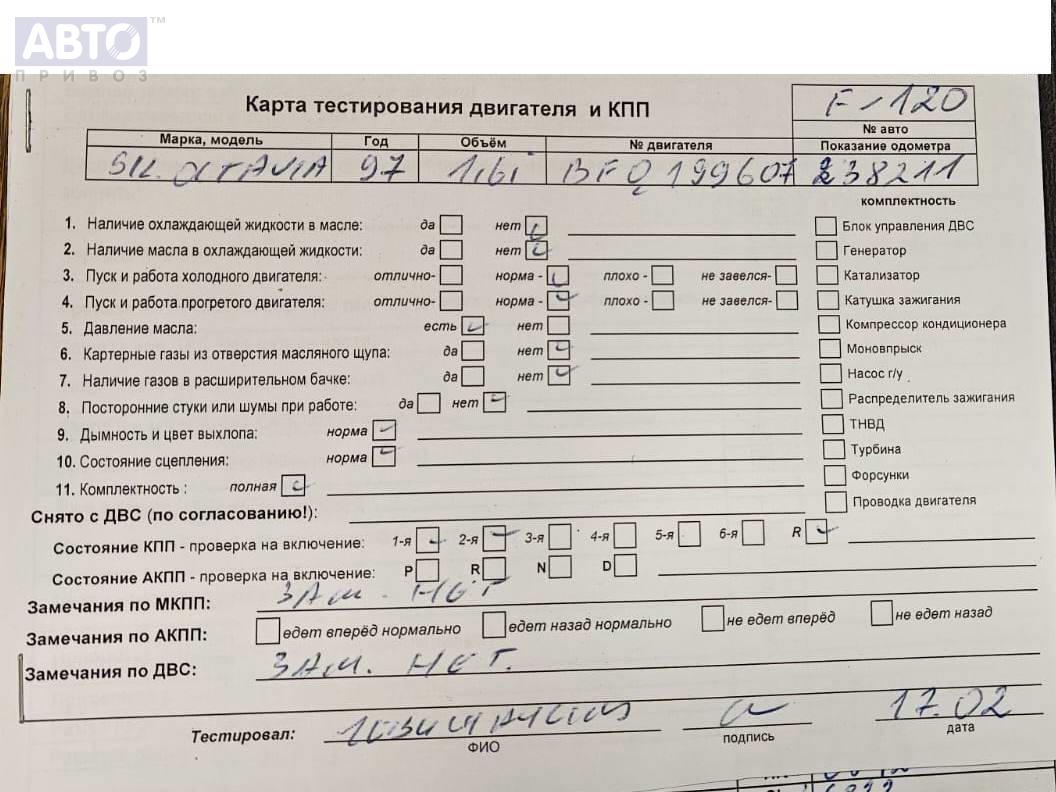 АВТО™
ПРИВОЗ
Карта тестирования двигателя и КПП F-120
№ авто
Марка, модель Год Объём № двигателя Показание одометра
SK. OCTAVIA 97 1,6i BFQ199607 238211
комплектность
1. Наличие охлаждающей жидкости в масле: да нет Блок управления ДВС
2. Наличие масла в охлаждающей жидкости: да нет Генератор
3. Пуск и работа холодного двигателя: отлично- норма - плохо - не завелся- Катализатор
4. Пуск и работа прогретого двигателя: отлично- норма - плохо - не завелся- Катушка зажигания
5. Давление масла: есть нет Компрессор кондиционера
6. Картерные газы из отверстия масляного щупа: да нет Моновпрыск
7. Наличие газов в расширительном бачке: да нет Насос г/у
8. Посторонние стуки или шумы при работе: да нет Распределитель зажигания
9. Дымность и цвет выхлопа: норма ТНВД
10. Состояние сцепления: норма Турбина
11. Комплектность : полная Форсунки
Снято с ДВС (по согласованию!): Проводка двигателя
Состояние КПП - проверка на включение: 1-я 2-я 3-я 4-я 5-я 6-я R
Состояние АКПП - проверка на включение: P R N D
Замечания по МКПП: ЗАМ. НЕТ
Замечания по АКПП: едет вперёд нормально едет назад нормально не едет вперёд не едет назад
Замечания по ДВС: ЗАМ. НЕТ.
Тестировал: 17.02
ФИО подпись дата